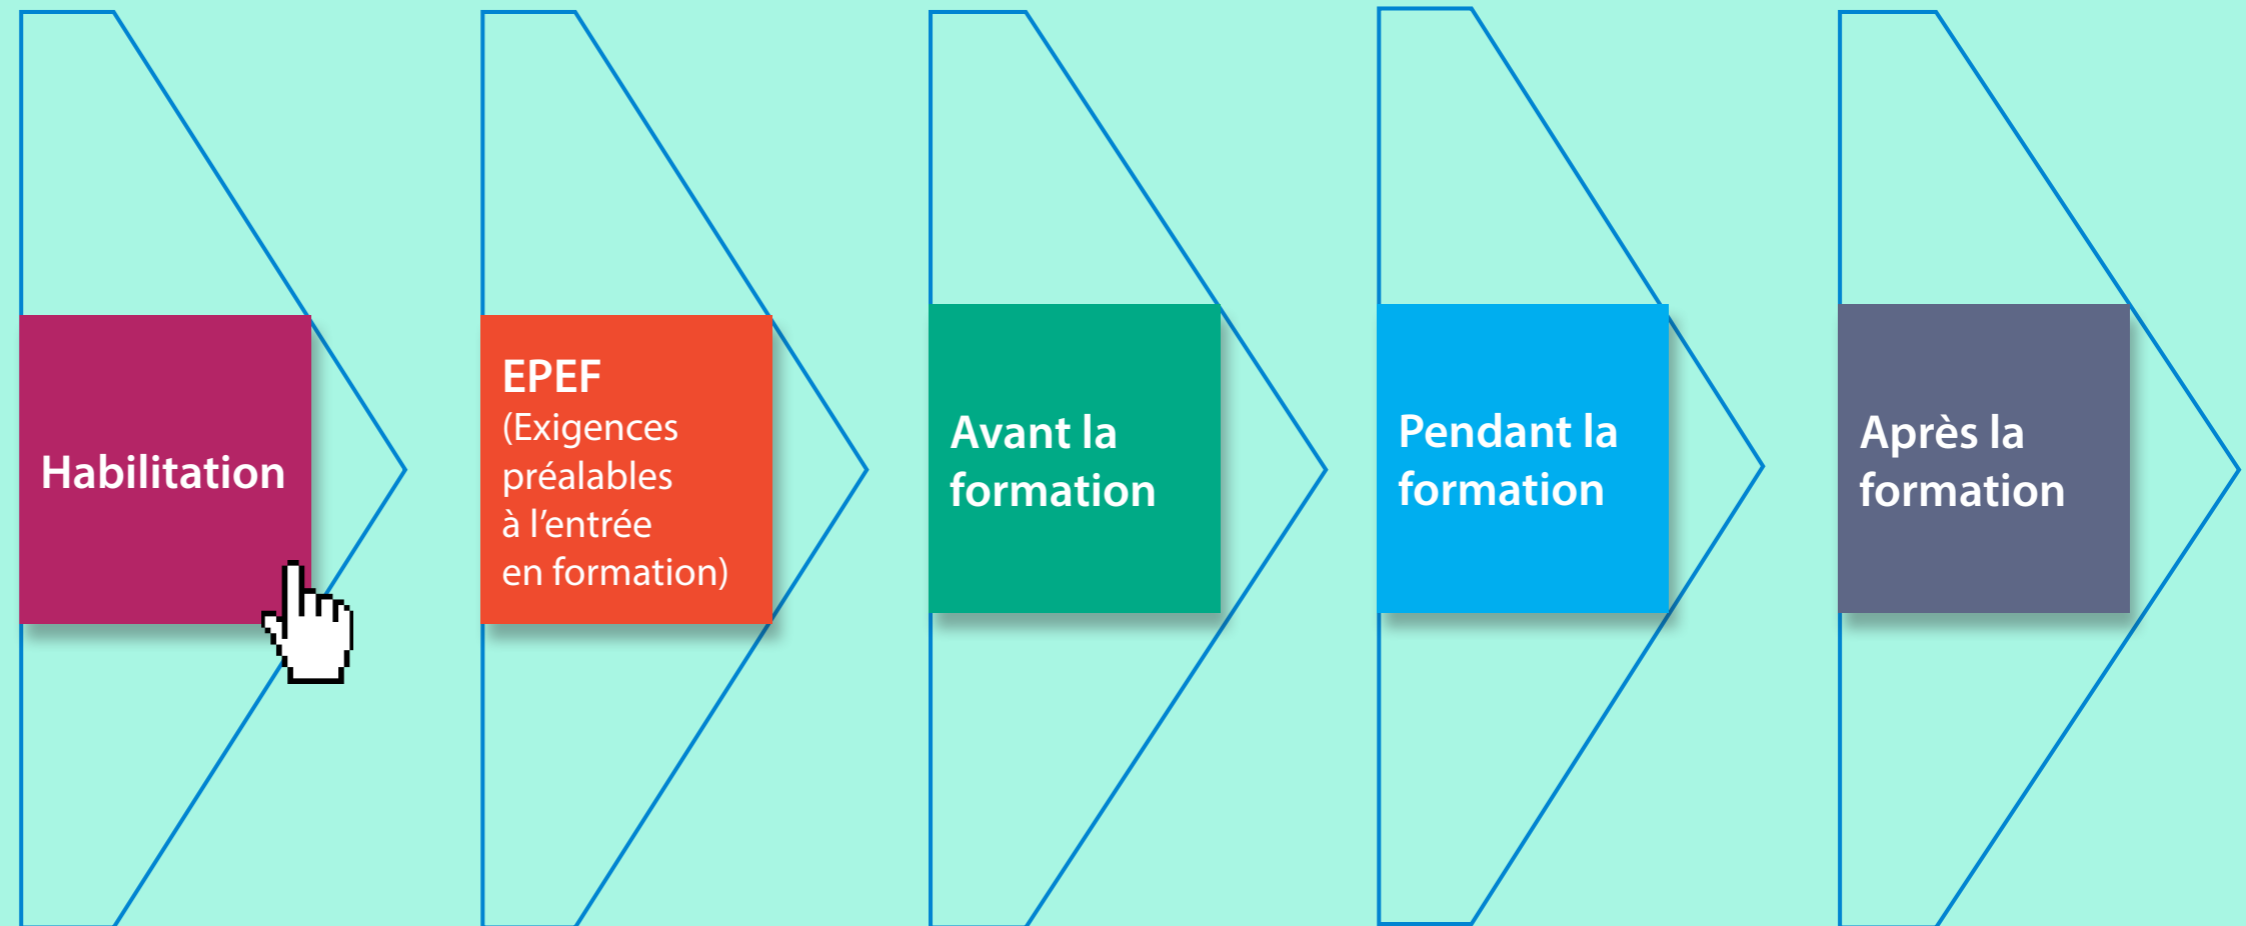 Habilitation
EPEF
(Exigences
préalables
à l’entrée
en formation)
Avant la
formation
Pendant la
formation
Après la
formation